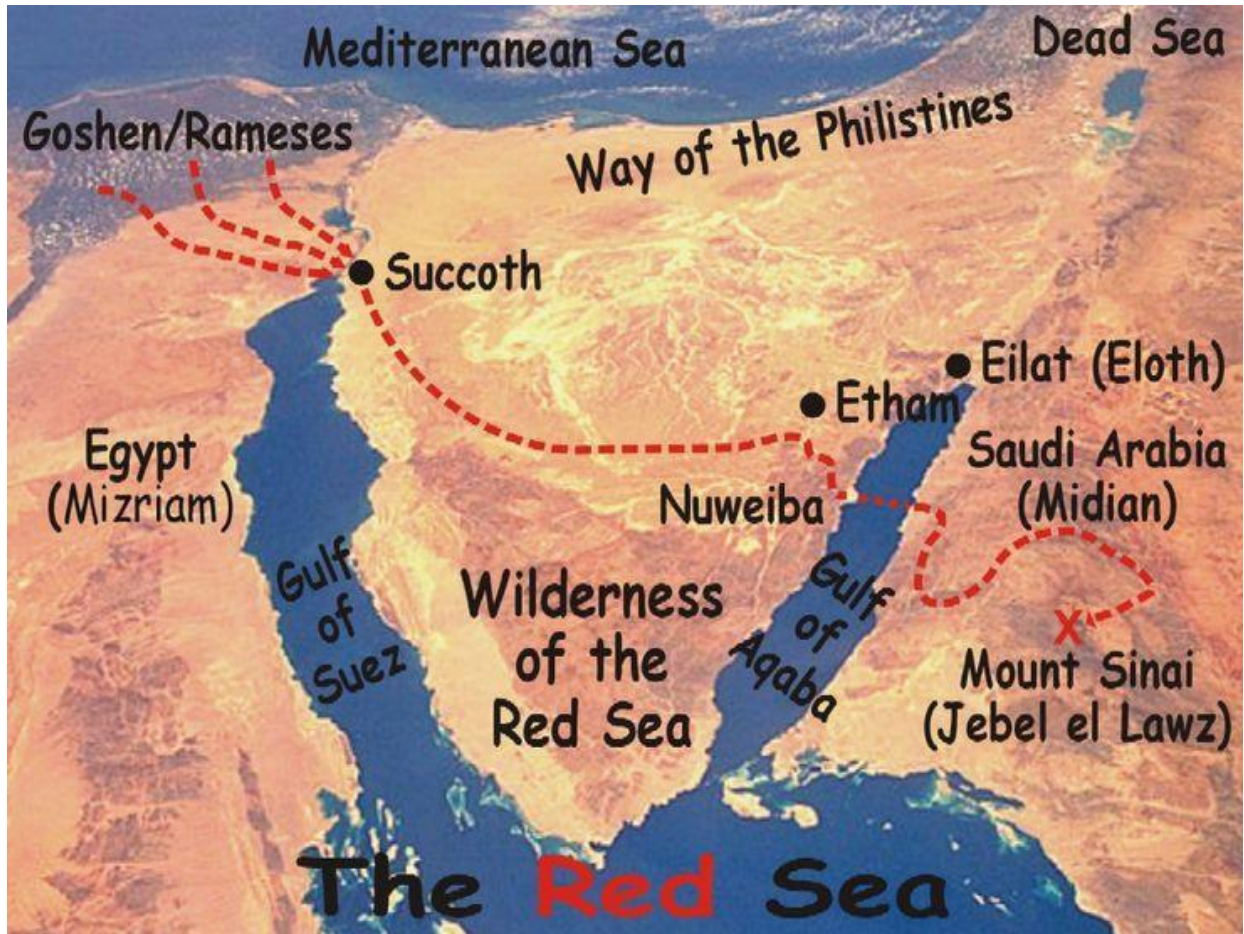 Mediterranean Sea
Dead Sea
Goshen/Rameses
Way of the Philistines
Succoth
Eilat (Eloth)
Etham
Egypt
(Mizriam)
Saudi Arabia
(Midian)
Nuweiba
Gulf
of
Suez
Wilderness
of the
Red Sea
Gulf
of
Aqaba
X
Mount Sinai
(Jebel el Lawz)
The Red Sea